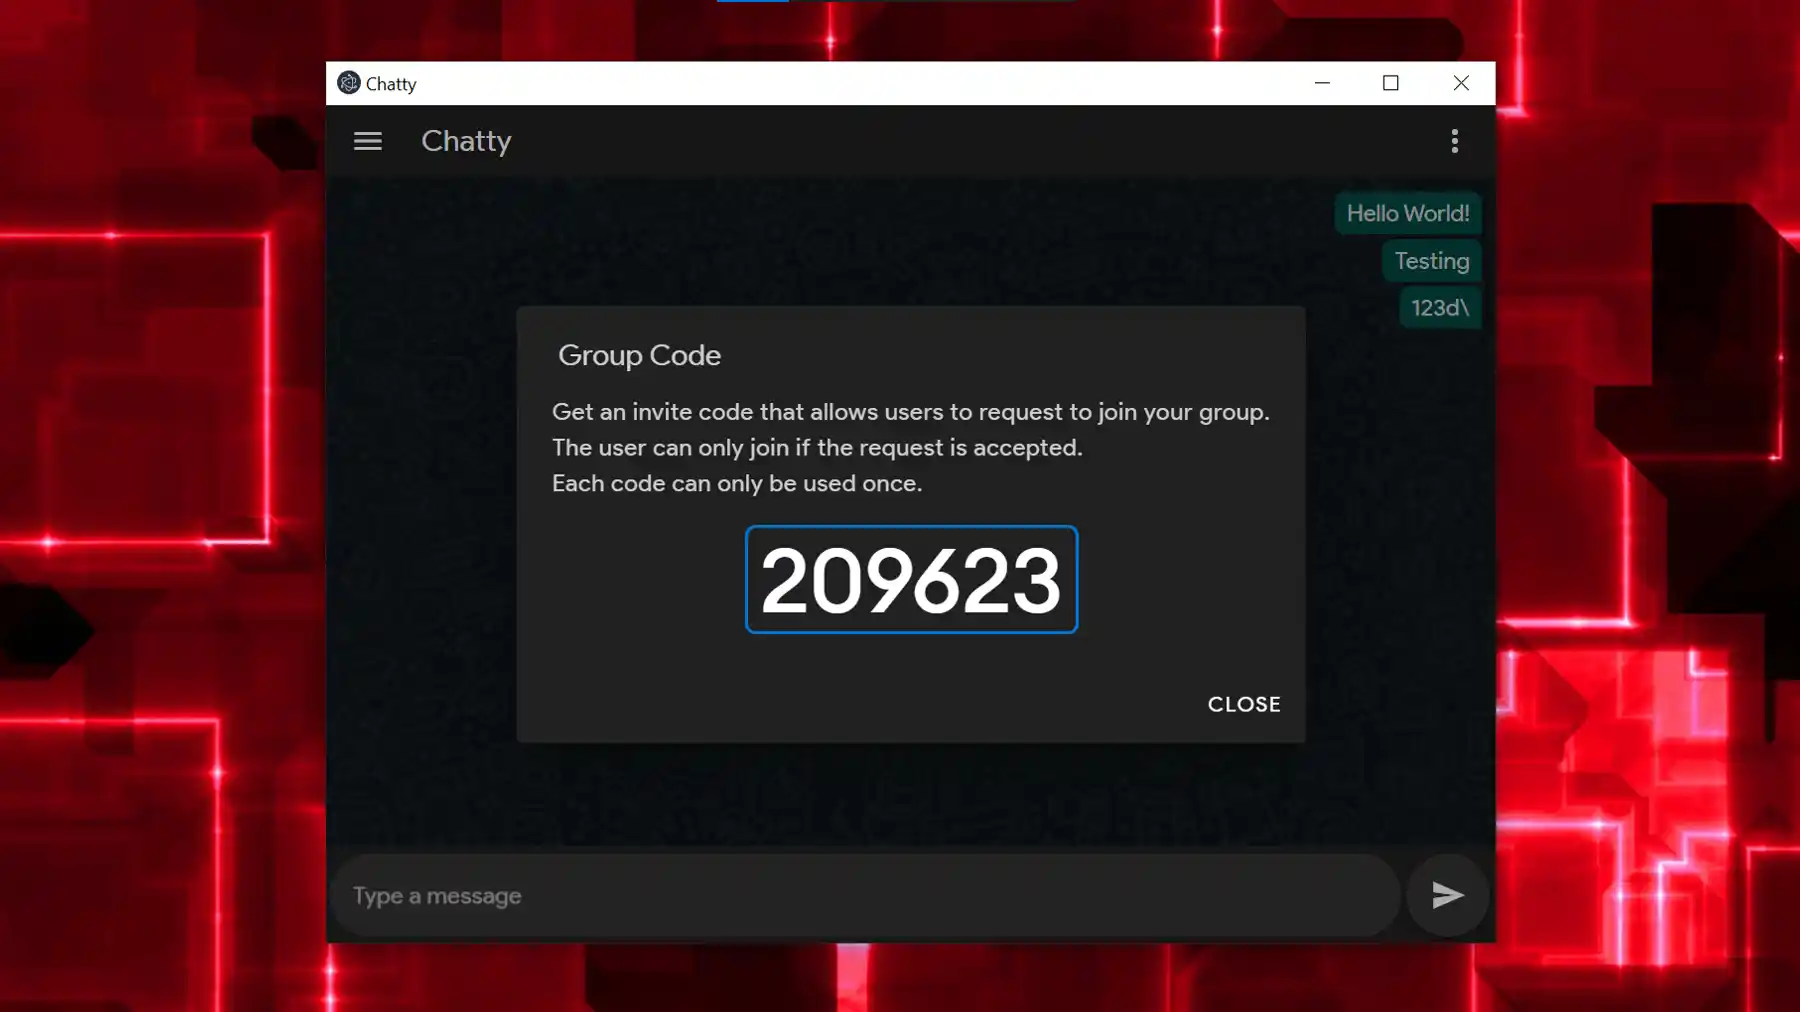 Chatty
Chatty
Hello World!
Testing
123d\
Group Code
Get an invite code that allows users to request to join your group.
The user can only join if the request is accepted.
Each code can only be used once.
209623
CLOSE
Type a message